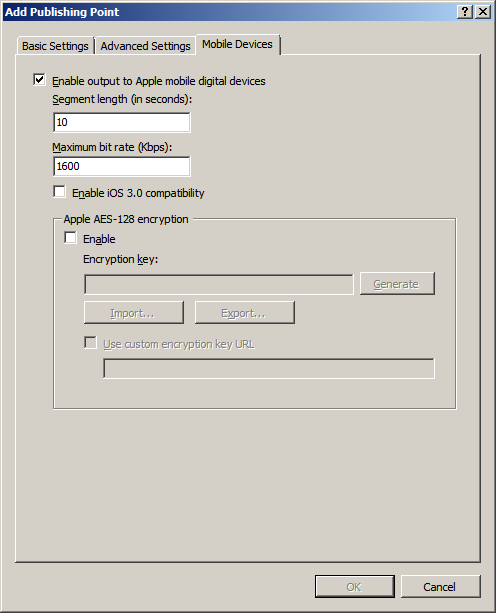 Add Publishing Point
Basic Settings Advanced Settings Mobile Devices
Enable output to Apple mobile digital devices
Segment length (in seconds):
10
Maximum bit rate (Kbps):
1600
Enable iOS 3.0 compatibility
Apple AES-128 encryption
Enable
Encryption key:
Generate
Import... Export...
Use custom encryption key URL
OK Cancel